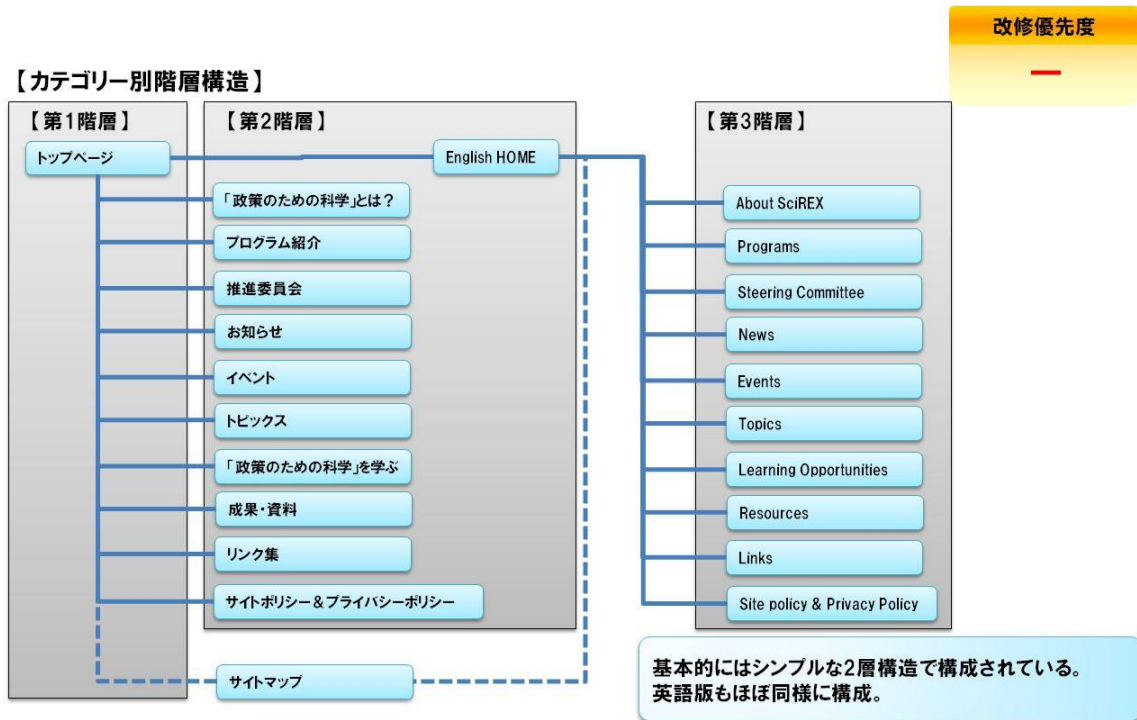 改修優先度
ー
【カテゴリー別階層構造】
【第1階層】
トップページ
【第2階層】
English HOME
「政策のための科学」とは?
プログラム紹介
推進委員会
お知らせ
イベント
トピックス
「政策のための科学」を学ぶ
成果・資料
リンク集
サイトポリシー&プライバシーポリシー
サイトマップ
【第3階層】
About SciREX
Programs
Steering Committee
News
Events
Topics
Learning Opportunities
Resources
Links
Site policy & Privacy Policy
基本的にはシンプルな2層構造で構成されている。
英語版もほぼ同様に構成。